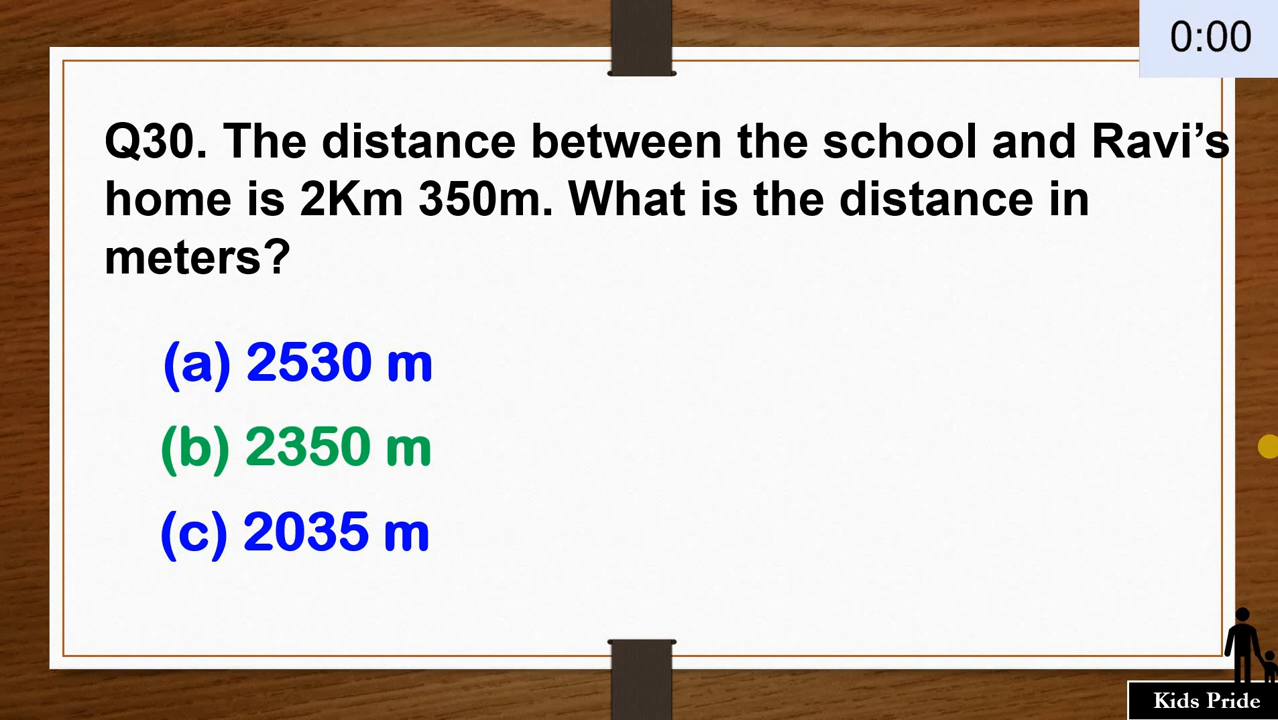 0:00
Q30. The distance between the school and Ravi’s
home is 2Km 350m. What is the distance in
meters?
(a) 2530 m
(b) 2350 m
(c) 2035 m
Kids Pride